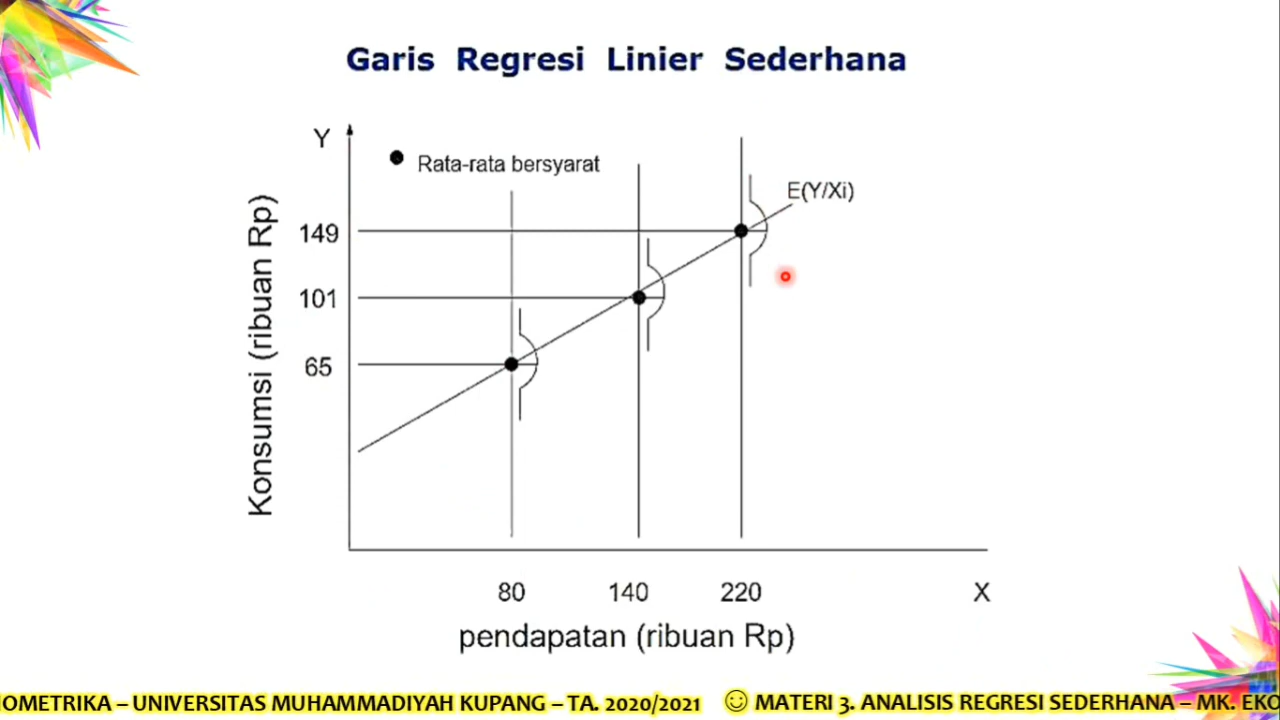 Garis Regresi Linier Sederhana
Y
Rata-rata bersyarat
E(Y/Xi)
149
101
65
Konsumsi (ribuan Rp)
80 140 220 X
pendapatan (ribuan Rp)
IOMETRIKA – UNIVERSITAS MUHAMMADIYAH KUPANG – TA. 2020/2021 ☺ MATERI 3. ANALISIS REGRESI SEDERHANA – MK. EKO